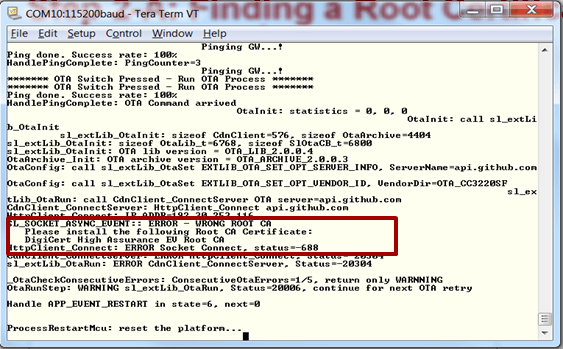 COM10:115200baud - Tera Term VT
File Edit Setup Control Window Help
Pinging GW...!
Ping done. Success rate: 100%
HandlePingComplete: PingCounter=3
Pinging GW...!
******* OTA Switch Pressed - Run OTA Process *******
******* OTA Switch Pressed - Run OTA Process *******
Ping done. Success rate: 100%
HandlePingComplete: OTA Command arrived
OtaInit: statistics = 0, 0, 0
OtaInit: call sl_extLi
b_OtaInit
sl_extLib_OtaInit: sizeof CdnClient=576, sizeof OtaArchive=4404
sl_extLib_OtaInit: sizeof OtaLib_t=6768, sizeof SlOtaCB_t=6800
sl_extLib_OtaInit: OTA lib version = OTA_LIB_2.0.0.4
OtaArchive_Init: OTA archive version = OTA_ARCHIVE_2.0.0.3
OtaConfig: call sl_extLib_OtaSet EXTLIB_OTA_SET_OPT_SERVER_INFO, ServerName=api.github.com
OtaConfig: call sl_extLib_OtaSet EXTLIB_OTA_SET_OPT_VENDOR_ID, VendorDir=OTA_CC3220SF
sl_ex
tLib_OtaRun: call CdnClient_ConnectServer OTA server=api.github.com
CdnClient_ConnectServer: HttpClient_Connect api.github.com
HttpClient_Connect: IP ADDR=192.30.253.116
SL_SOCKET_ASYNC_EVENT: ERROR - WRONG ROOT CA
Please install the following Root CA Certificate:
DigiCert High Assurance EV Root CA
HttpClient_Connect: ERROR Socket Connect, status=-688
CdnClient_ConnectServer: ERROR HttpClient_Connect, status=-20304
sl_extLib_OtaRun: ERROR CdnClient_ConnectServer, Status=-20304
_OtaCheckConsecutiveErrors: ConsecutiveOtaErrors=1/5, return only WARNNING
OtaRunStep: WARNING sl_extLib_OtaRun, Status=20006, continue for next OTA retry
Handle APP_EVENT_RESTART in state=6, next=0
ProcessRestartMcu: reset the platform...